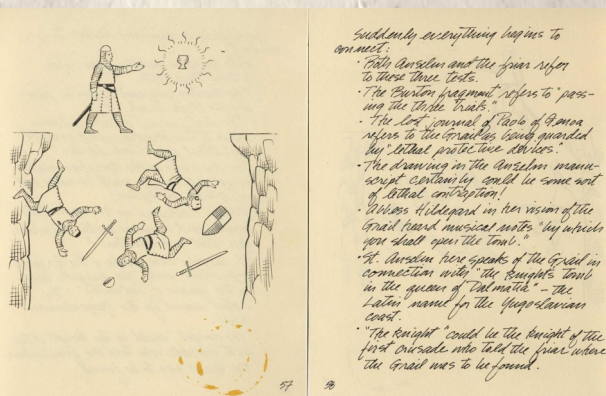 57
Suddenly everything begins to
connect:
• Both Anselm and the friar refer
to these three tests.
• The Burton fragment refers to "pass-
ing the three trials."
• The lost journal of Paolo of Genoa
refers to the Grail as being guarded
by "lethal protective devices."
• The drawing in the Anselm manu-
script certainly could be some sort
of lethal contraption!
• Abbess Hildegard in her vision of the
Grail heard musical notes "by which
you shall open the tomb."
• St. Anselm here speaks of the Grail in
connection with "the knight's tomb
in the queen of Dalmatia" – the
Latin name for the Yugoslavian
coast.
• "The knight" could be the knight of the
first crusade who told the friar where
the Grail was to be found.
58